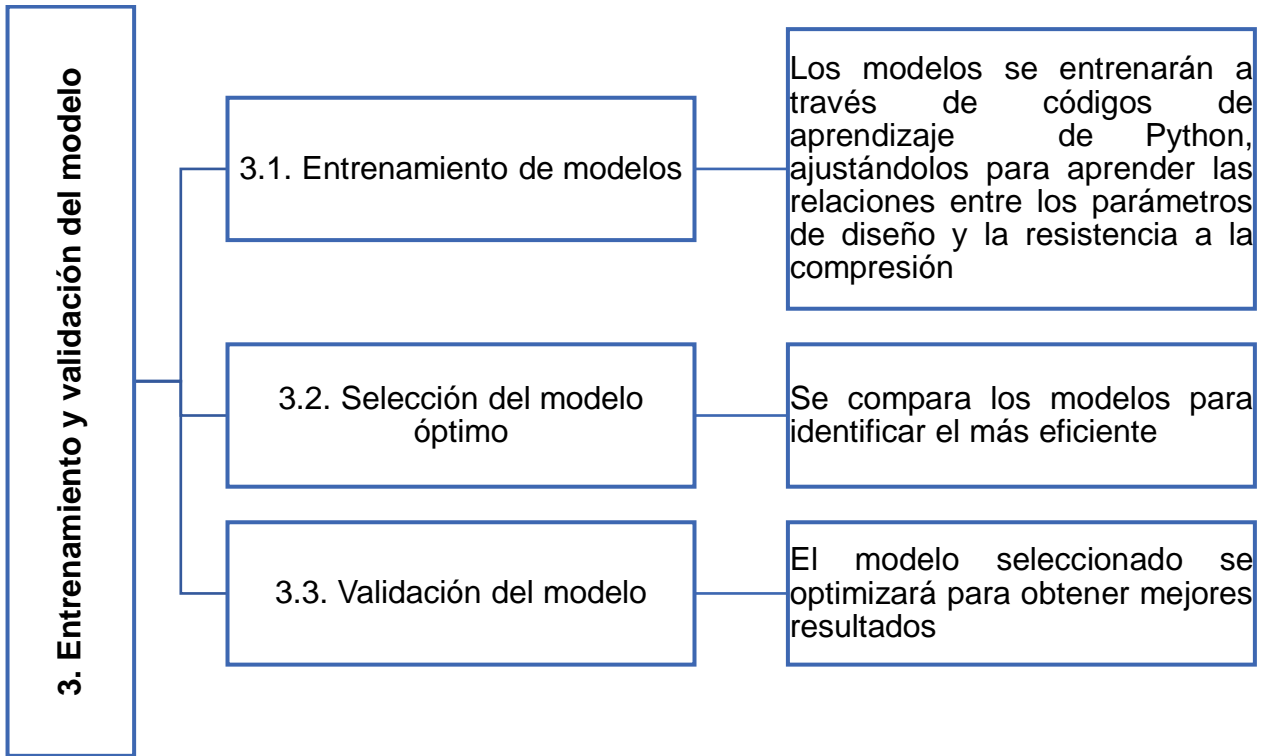 3. Entrenamiento y validación del modelo
3.1. Entrenamiento de modelos
Los modelos se entrenarán a
través de códigos de
aprendizaje de Python,
ajustándolos para aprender las
relaciones entre los parámetros
de diseño y la resistencia a la
compresión
3.2. Selección del modelo
óptimo
Se compara los modelos para
identificar el más eficiente
3.3. Validación del modelo
El modelo seleccionado se
optimizará para obtener mejores
resultados